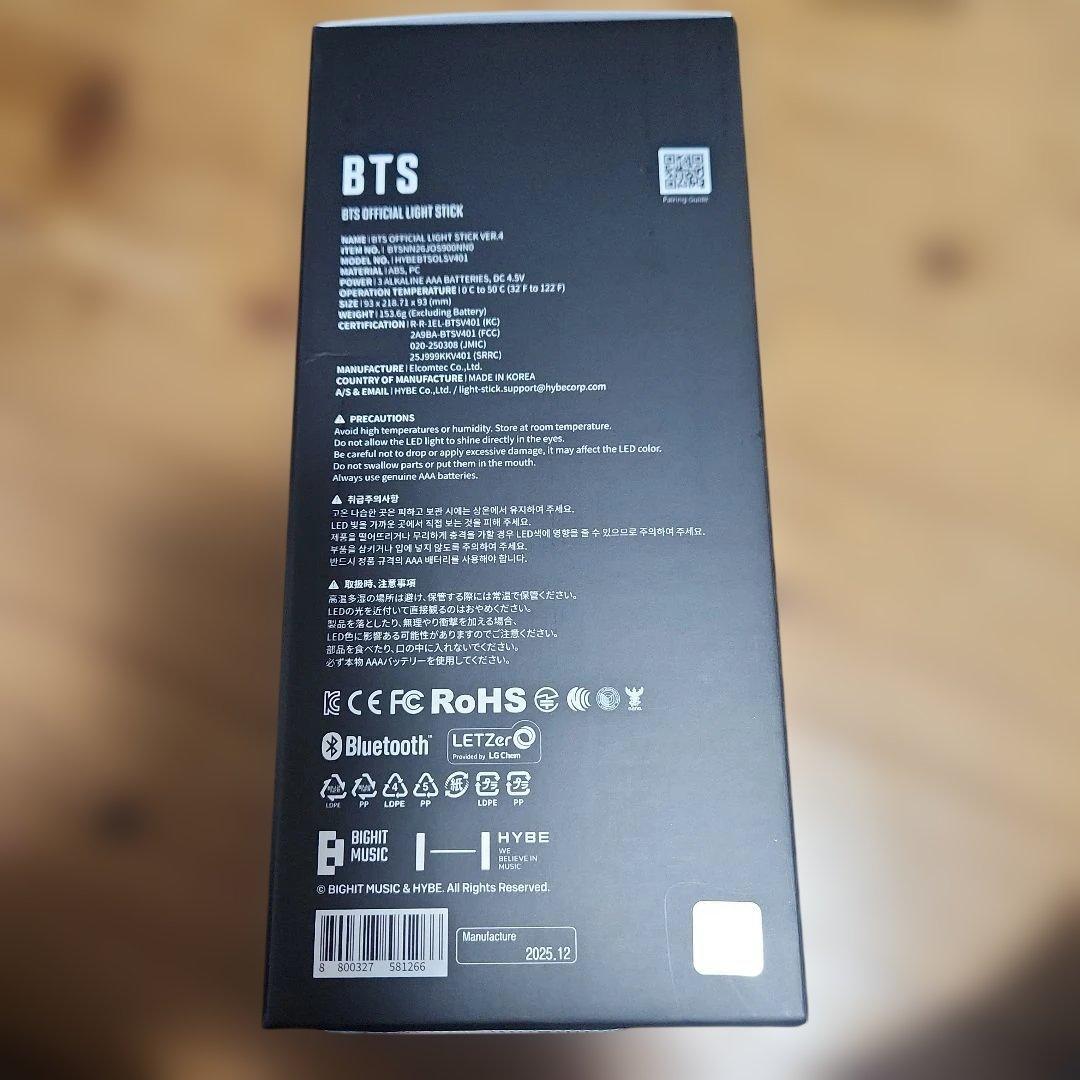 BTS
Pairing Guide
BTS OFFICIAL LIGHT STICK
NAME | BTS OFFICIAL LIGHT STICK VER.4
ITEM NO. | BTSNN26JOS900NN0
MODEL NO. | HYBEBTSOLSV401
MATERIAL | ABS, PC
POWER | 3 ALKALINE AAA BATTERIES, DC 4.5V
OPERATION TEMPERATURE | 0 C to 50 C (32 F to 122 F)
SIZE | 93 x 218.71 x 93 (mm)
WEIGHT | 153.6g (Excluding Battery)
CERTIFICATION | R-R-1EL-BTSV401 (KC)
2A9BA-BTSV401 (FCC)
020-250308 (JMIC)
25J999KKV401 (SRRC)
MANUFACTURE | Elcomtec Co.,Ltd.
COUNTRY OF MANUFACTURE | MADE IN KOREA
A/S & EMAIL | HYBE Co.,Ltd. / light-stick.support@hybecorp.com
PRECAUTIONS
Avoid high temperatures or humidity. Store at room temperature.
Do not allow the LED light to shine directly in the eyes.
Be careful not to drop or apply excessive damage, it may affect the LED color.
Do not swallow parts or put them in the mouth.
Always use genuine AAA batteries.
취급주의사항
고온 다습한 곳은 피하고 보관 시에는 상온에서 유지하여 주세요.
LED 빛을 가까운 곳에서 직접 보는 것을 피해 주세요.
제품을 떨어뜨리거나 무리하게 충격을 가할 경우 LED색에 영향을 줄 수 있으므로 주의하여 주세요.
부품을 삼키거나 입에 넣지 않도록 주의하여 주세요.
반드시 정품 규격의 AAA 배터리를 사용해야 합니다.
取扱時、注意事項
高温多湿の場所は避け、保管する際には常温で保管ください。
LEDの光を近付いて直接観るのはおやめください。
製品を落としたり、無理やり衝撃を加える場合、
LED色に影響ある可能性がありますのでご注意ください。
部品を食べたり、口の中に入れないでください。
必ず本物 AAAバッテリーを使用してください。
CE FC RoHS
Bluetooth™
LETZero
Provided by LG Chem
4 5 紙 プラ プラ
LDPE PP LDPE PP LDPE PP
BIGHIT MUSIC
HYBE
WE
BELIEVE IN
MUSIC
© BIGHIT MUSIC & HYBE. All Rights Reserved.
8 800327 581266
Manufacture
2025.12